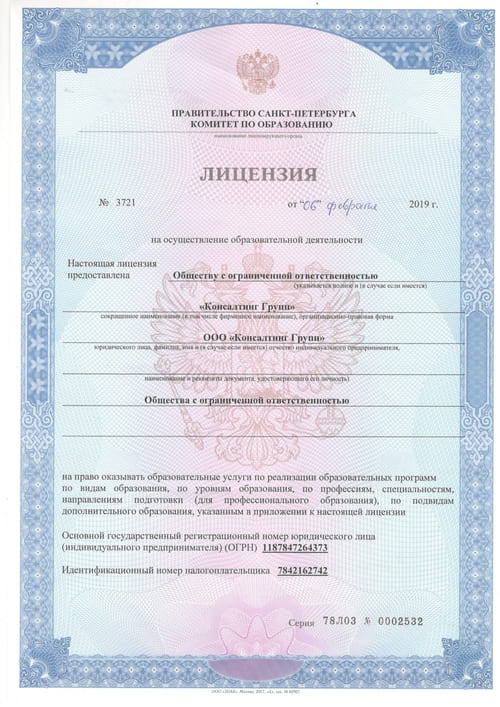 ПРАВИТЕЛЬСТВО САНКТ-ПЕТЕРБУРГА
КОМИТЕТ ПО ОБРАЗОВАНИЮ
наименование лицензирующего органа
ЛИЦЕНЗИЯ
№ 3721 от "06" февраля 2019 г.
на осуществление образовательной деятельности
Настоящая лицензия
предоставлена Обществу с ограниченной ответственностью
(указывается полное и (в случае если имеется)
«Консалтинг Групп»
сокращенное наименование (в том числе фирменное наименование), организационно-правовая форма
ООО «Консалтинг Групп»
юридического лица, фамилия, имя и (в случае если имеется) отчество индивидуального предпринимателя,
наименование и реквизиты документа, удостоверяющего его личность)
Общества с ограниченной ответственностью
на право оказывать образовательные услуги по реализации образовательных программ
по видам образования, по уровням образования, по профессиям, специальностям,
направлениям подготовки (для профессионального образования), по подвидам
дополнительного образования, указанным в приложении к настоящей лицензии
Основной государственный регистрационный номер юридического лица
(индивидуального предпринимателя) (ОГРН) 1187847264373
Идентификационный номер налогоплательщика 7842162742
Серия 78Л03 № 0002532